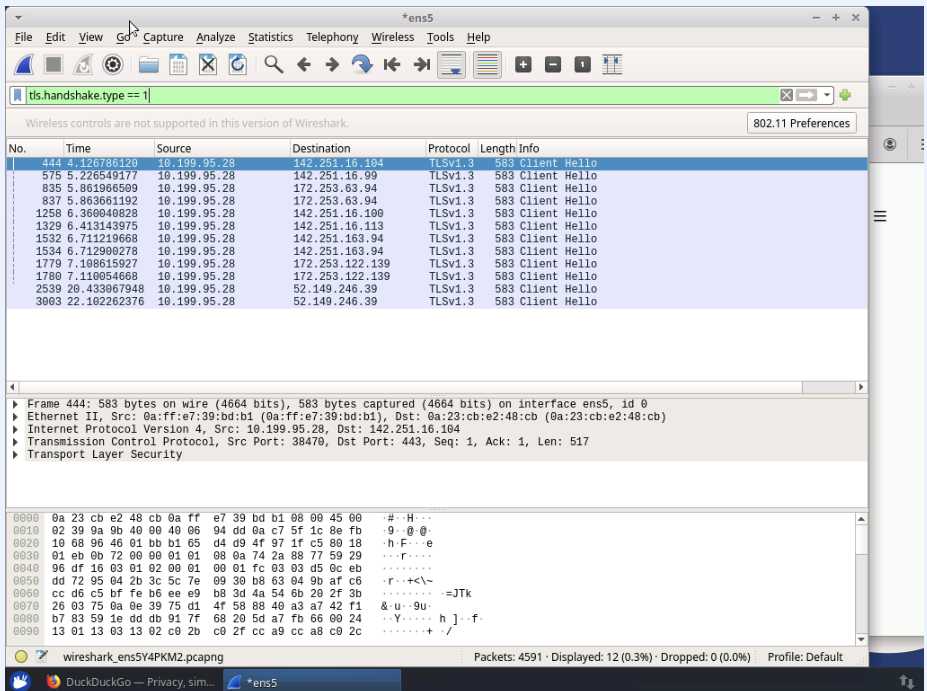 *ens5
File Edit View Go Capture Analyze Statistics Telephony Wireless Tools Help
tls.handshake.type == 1
Wireless controls are not supported in this version of Wireshark. 802.11 Preferences
No. Time Source Destination Protocol Length Info
444 4.126786120 10.199.95.28 142.251.16.104 TLSv1.3 583 Client Hello
575 5.226549177 10.199.95.28 142.251.16.99 TLSv1.3 583 Client Hello
835 5.861966509 10.199.95.28 172.253.63.94 TLSv1.3 583 Client Hello
837 5.863661192 10.199.95.28 172.253.63.94 TLSv1.3 583 Client Hello
1258 6.360040828 10.199.95.28 142.251.16.100 TLSv1.3 583 Client Hello
1329 6.413143975 10.199.95.28 142.251.16.113 TLSv1.3 583 Client Hello
1532 6.711219668 10.199.95.28 142.251.163.94 TLSv1.3 583 Client Hello
1534 6.712900278 10.199.95.28 142.251.163.94 TLSv1.3 583 Client Hello
1779 7.108615927 10.199.95.28 172.253.122.139 TLSv1.3 583 Client Hello
1780 7.110054668 10.199.95.28 172.253.122.139 TLSv1.3 583 Client Hello
2539 20.433067948 10.199.95.28 52.149.246.39 TLSv1.3 583 Client Hello
3003 22.102262376 10.199.95.28 52.149.246.39 TLSv1.3 583 Client Hello
Frame 444: 583 bytes on wire (4664 bits), 583 bytes captured (4664 bits) on interface ens5, id 0
Ethernet II, Src: 0a:ff:e7:39:bd:b1 (0a:ff:e7:39:bd:b1), Dst: 0a:23:cb:e2:48:cb (0a:23:cb:e2:48:cb)
Internet Protocol Version 4, Src: 10.199.95.28, Dst: 142.251.16.104
Transmission Control Protocol, Src Port: 38470, Dst Port: 443, Seq: 1, Ack: 1, Len: 517
Transport Layer Security
0000 0a 23 cb e2 48 cb 0a ff e7 39 bd b1 08 00 45 00 ·#··H···
0010 02 39 9a 9b 40 00 40 06 94 dd 0a c7 5f 1c 8e fb ·9··@·@·
0020 10 68 96 46 01 bb b1 65 d4 d9 4f 97 1f c5 80 18 ·h·F···e
0030 01 eb 0b 72 00 00 01 01 08 0a 74 2a 88 77 59 29 ···r····
0040 96 df 16 03 01 02 00 01 00 01 fc 03 03 d5 0c eb ········
0050 dd 72 95 04 2b 3c 5c 7e 09 30 b8 63 04 9b af c6 ·r··+<\~
0060 cc d6 c5 bf fe b6 ee e9 b8 3d 4a 54 6b 20 2f 3b ········ ·=JTk
0070 26 03 75 0a 0e 39 75 d1 4f 58 88 40 a3 a7 42 f1 &·u··9u·
0080 b7 83 59 1e dd db 91 7f 68 20 5d a7 fb 66 00 24 ··Y····· h ]··f·
0090 13 01 13 03 13 02 c0 2b c0 2f cc a9 cc a8 c0 2c ·······+ ·/
wireshark_ens5Y4PKM2.pcapng Packets: 4591 · Displayed: 12 (0.3%) · Dropped: 0 (0.0%) Profile: Default
DuckDuckGo — Privacy, sim... *ens5